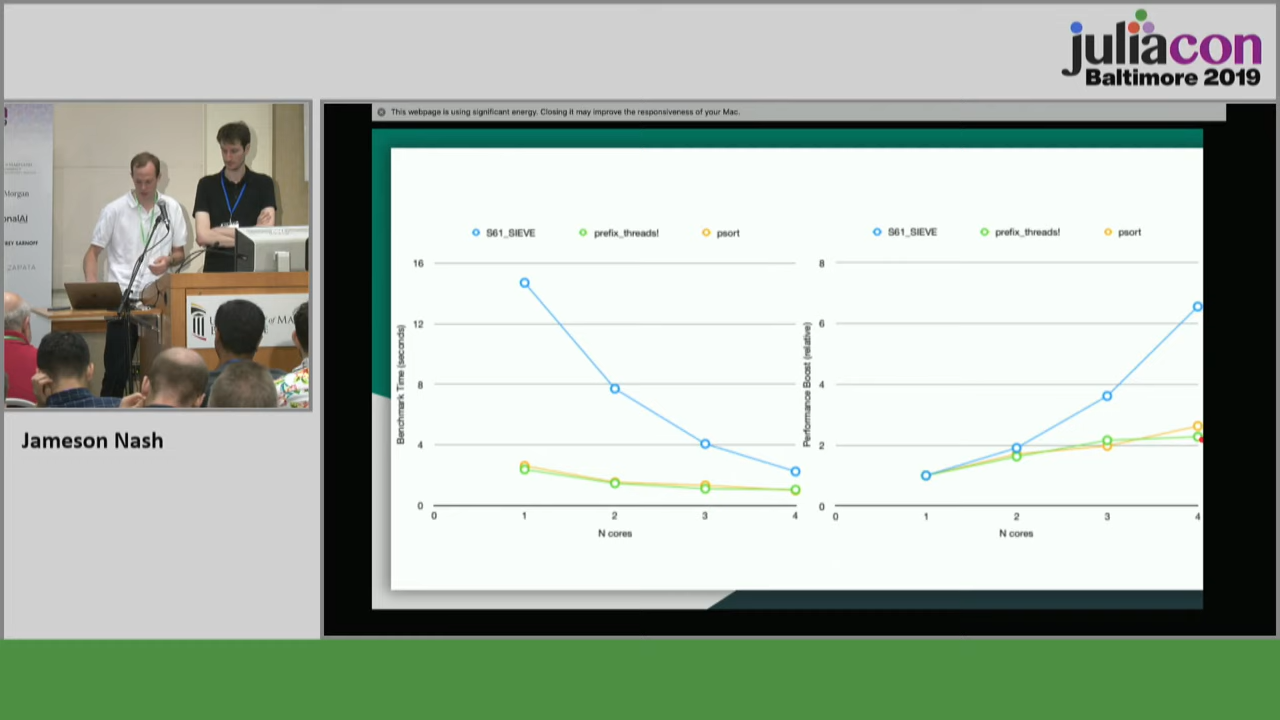 juliacon
Baltimore 2019
This webpage is using significant energy. Closing it may improve the responsiveness of your Mac.
S61_SIEVE prefix_threads! psort
Benchmark Time (seconds)
16
12
8
4
0
0 1 2 3 4
N cores
S61_SIEVE prefix_threads! psort
Performance Boost (relative)
8
6
4
2
0
0 1 2 3 4
N cores
Morgan
ZAPATA
Jameson Nash